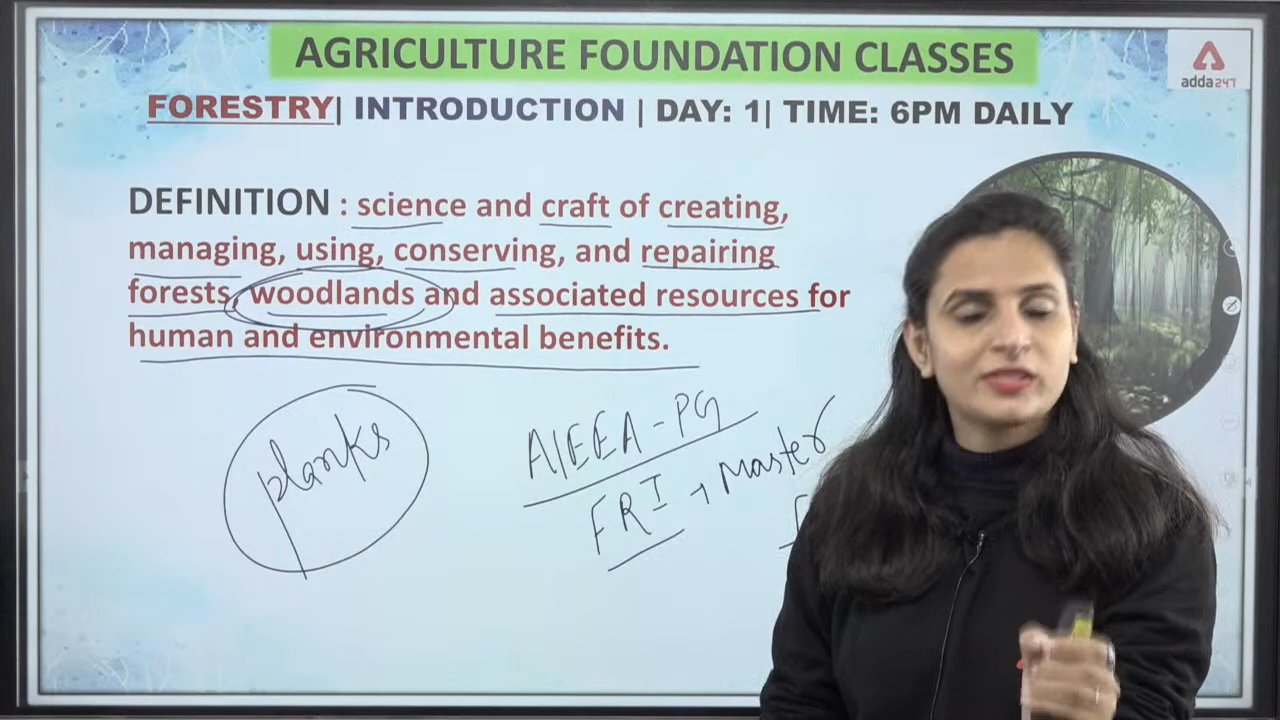 AGRICULTURE FOUNDATION CLASSES
adda247
FORESTRY| INTRODUCTION | DAY: 1| TIME: 6PM DAILY
DEFINITION : science and craft of creating,
managing, using, conserving, and repairing
forests, woodlands and associated resources for
human and environmental benefits.
planks
AIEEA-PG
FRI → Master